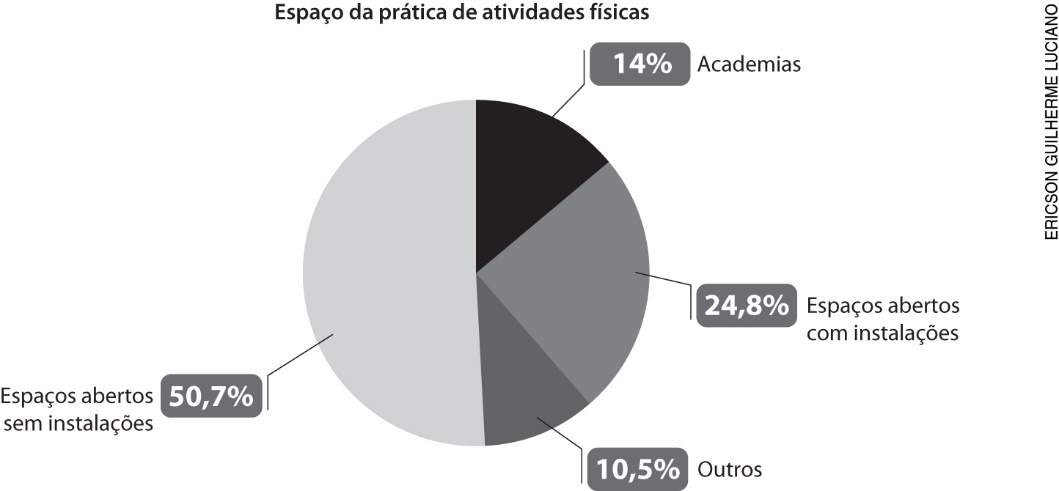 Espaço da prática de atividades físicas
14% Academias
24,8% Espaços abertos
com instalações
50,7% Espaços abertos
sem instalações
10,5% Outros
ERICSON GUILHERME LUCIANO